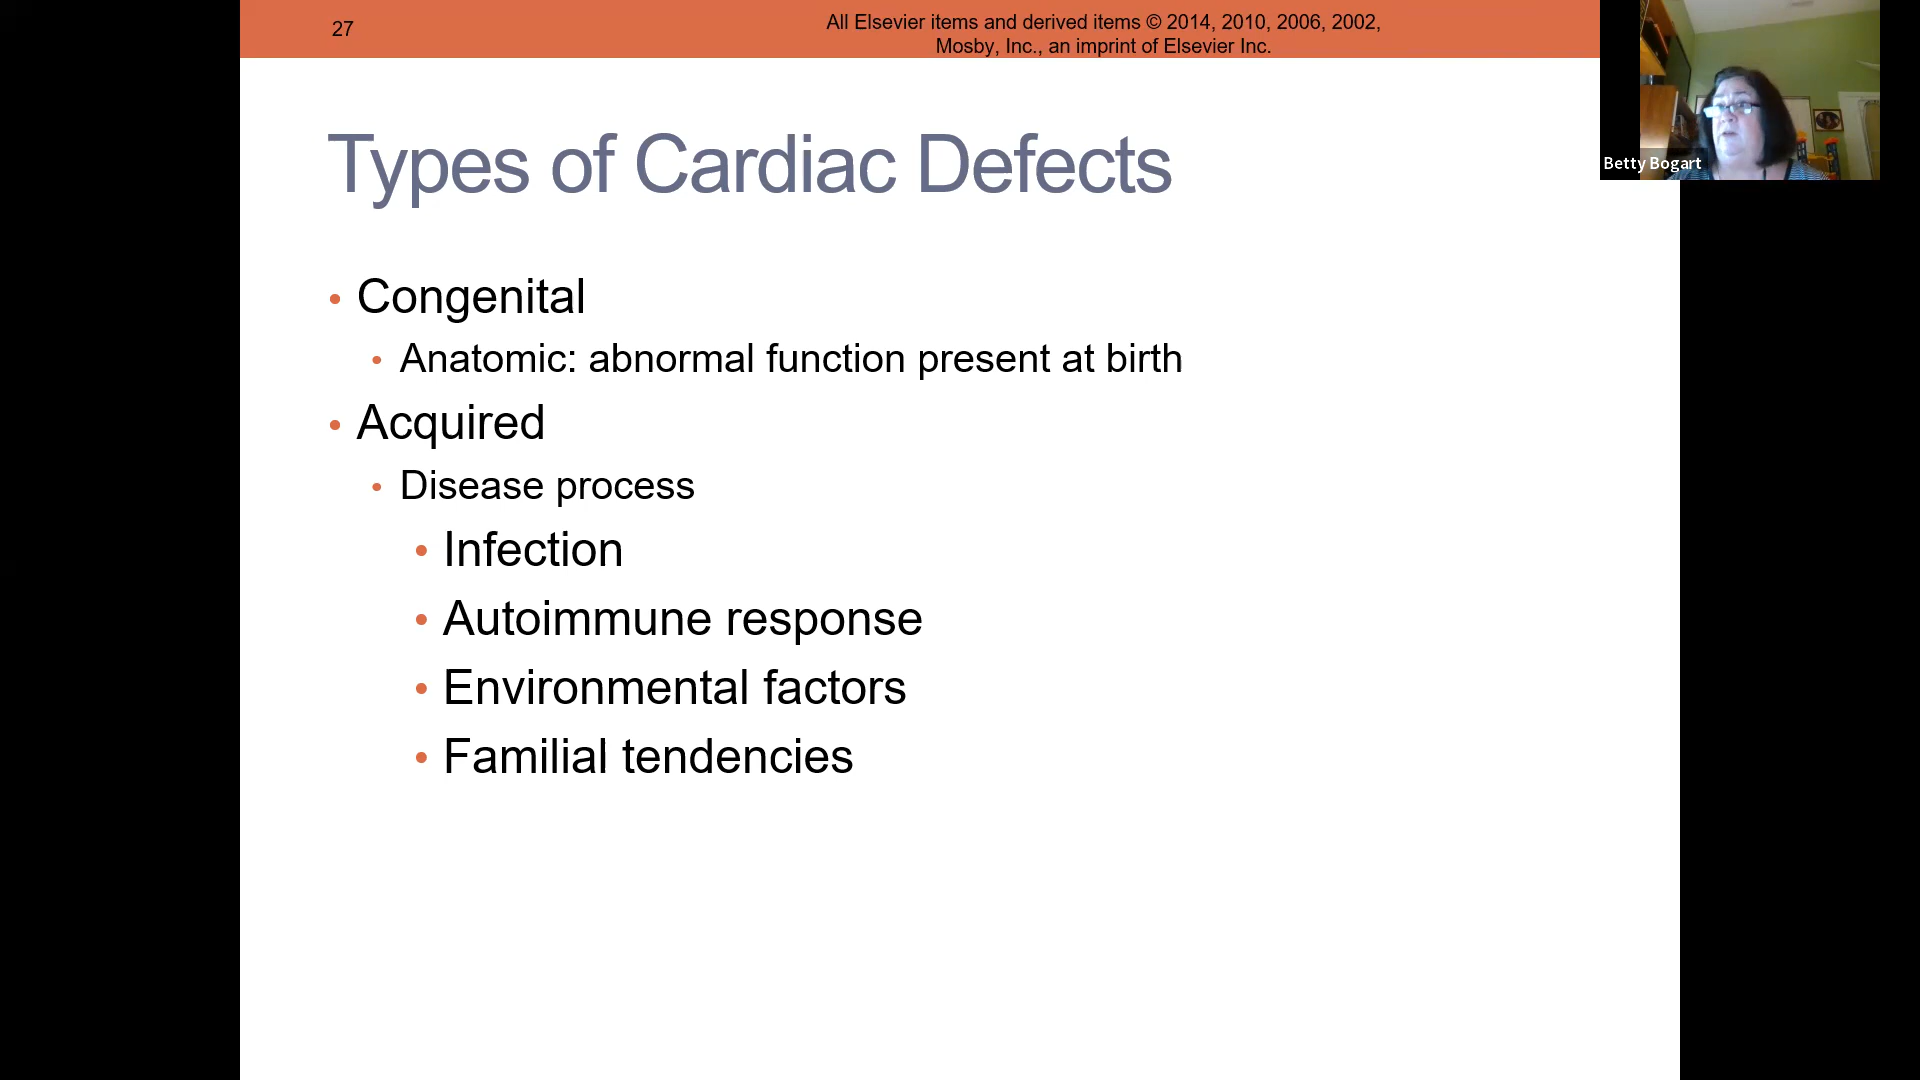 27
All Elsevier items and derived items © 2014, 2010, 2006, 2002,
Mosby, Inc., an imprint of Elsevier Inc.
Betty Bogart
Types of Cardiac Defects
• Congenital
• Anatomic: abnormal function present at birth
• Acquired
• Disease process
• Infection
• Autoimmune response
• Environmental factors
• Familial tendencies